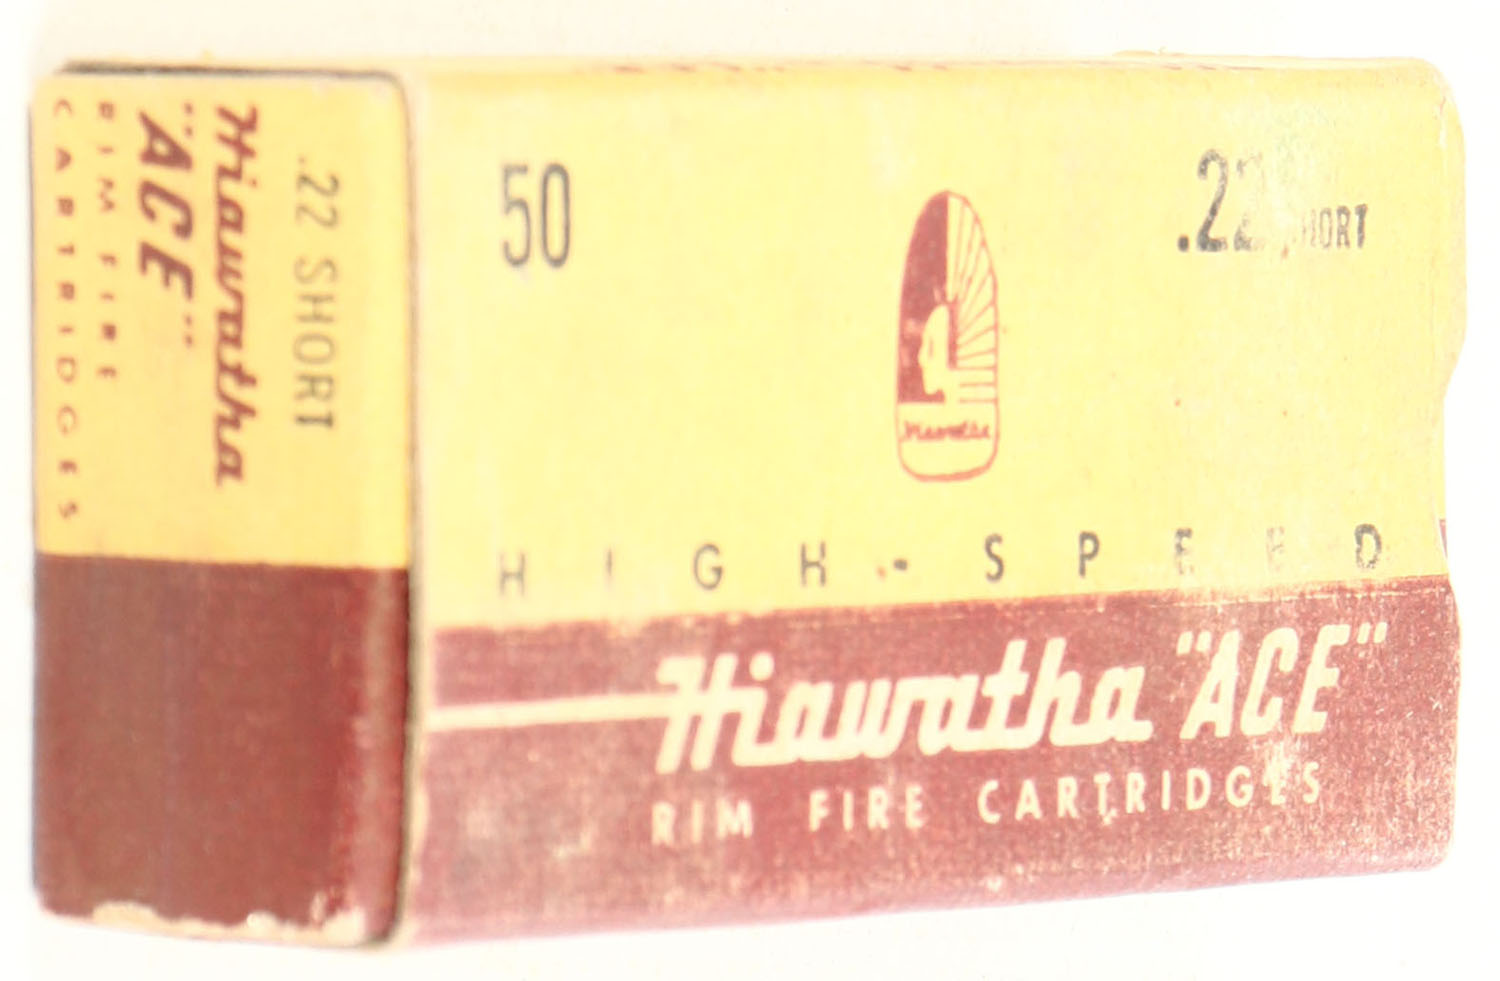 .22 SHORT
Hiawatha
"ACE"
RIM FIRE
CARTRIDGES
50
.22 SHORT
Hiawatha
HIGH-SPEED
Hiawatha "ACE"
RIM FIRE CARTRIDGES